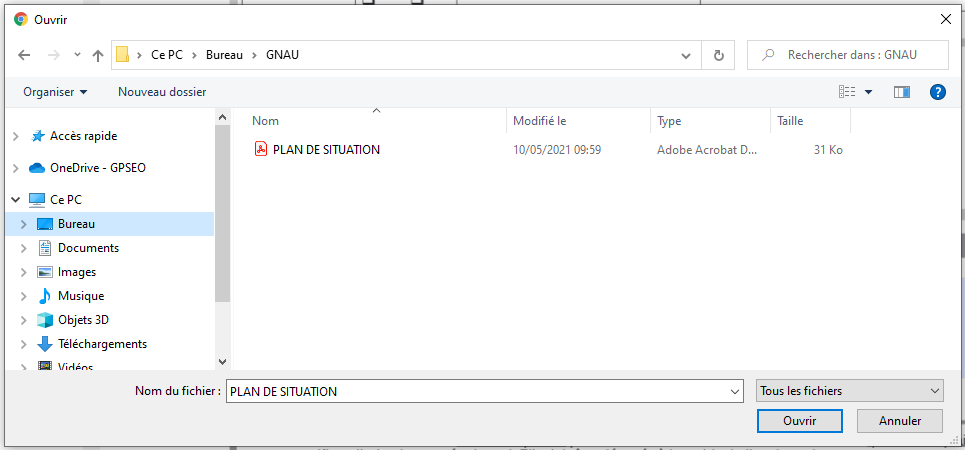 Ouvrir
Ce PC Bureau GNAU
Rechercher dans : GNAU
Organiser Nouveau dossier
Nom Modifié le Type Taille
PLAN DE SITUATION 10/05/2021 09:59 Adobe Acrobat D... 31 Ko
Accès rapide
OneDrive - GPSEO
Ce PC
Bureau
Documents
Images
Musique
Objets 3D
Téléchargements
Vidéos
Nom du fichier : PLAN DE SITUATION Tous les fichiers
Ouvrir Annuler